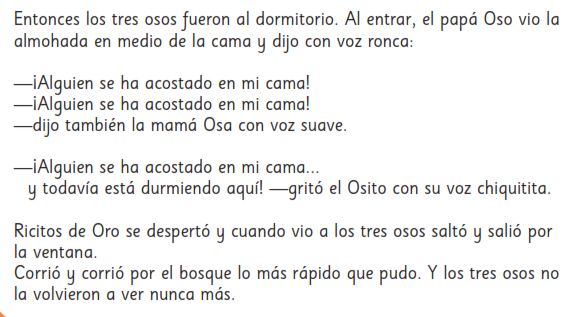 Entonces los tres osos fueron al dormitorio. Al entrar, el papá Oso vio la
almohada en medio de la cama y dijo con voz ronca:
—¡Alguien se ha acostado en mi cama!
—¡Alguien se ha acostado en mi cama!
—dijo también la mamá Osa con voz suave.
—¡Alguien se ha acostado en mi cama...
y todavía está durmiendo aquí! —gritó el Osito con su voz chiquitita.
Ricitos de Oro se despertó y cuando vio a los tres osos saltó y salió por
la ventana.
Corrió y corrió por el bosque lo más rápido que pudo. Y los tres osos no
la volvieron a ver nunca más.